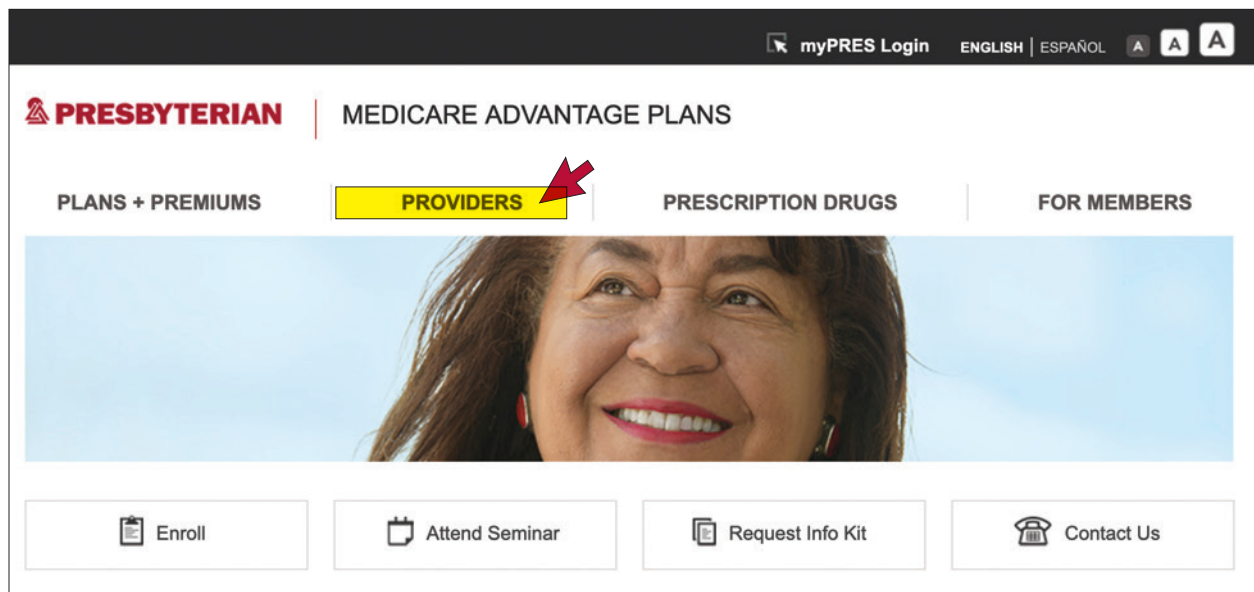 myPRES Login ENGLISH | ESPAÑOL A A A
PRESBYTERIAN | MEDICARE ADVANTAGE PLANS
PLANS + PREMIUMS PROVIDERS PRESCRIPTION DRUGS FOR MEMBERS
Enroll Attend Seminar Request Info Kit Contact Us